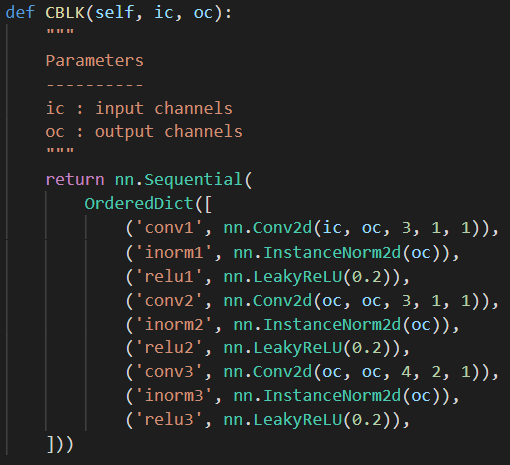 def CBLK(self, ic, oc):
    """
    Parameters
    ----------
    ic : input channels
    oc : output channels
    """
    return nn.Sequential(
        OrderedDict([
            ('conv1', nn.Conv2d(ic, oc, 3, 1, 1)),
            ('inorm1', nn.InstanceNorm2d(oc)),
            ('relu1', nn.LeakyReLU(0.2)),
            ('conv2', nn.Conv2d(oc, oc, 3, 1, 1)),
            ('inorm2', nn.InstanceNorm2d(oc)),
            ('relu2', nn.LeakyReLU(0.2)),
            ('conv3', nn.Conv2d(oc, oc, 4, 2, 1)),
            ('inorm3', nn.InstanceNorm2d(oc)),
            ('relu3', nn.LeakyReLU(0.2)),
    ]))